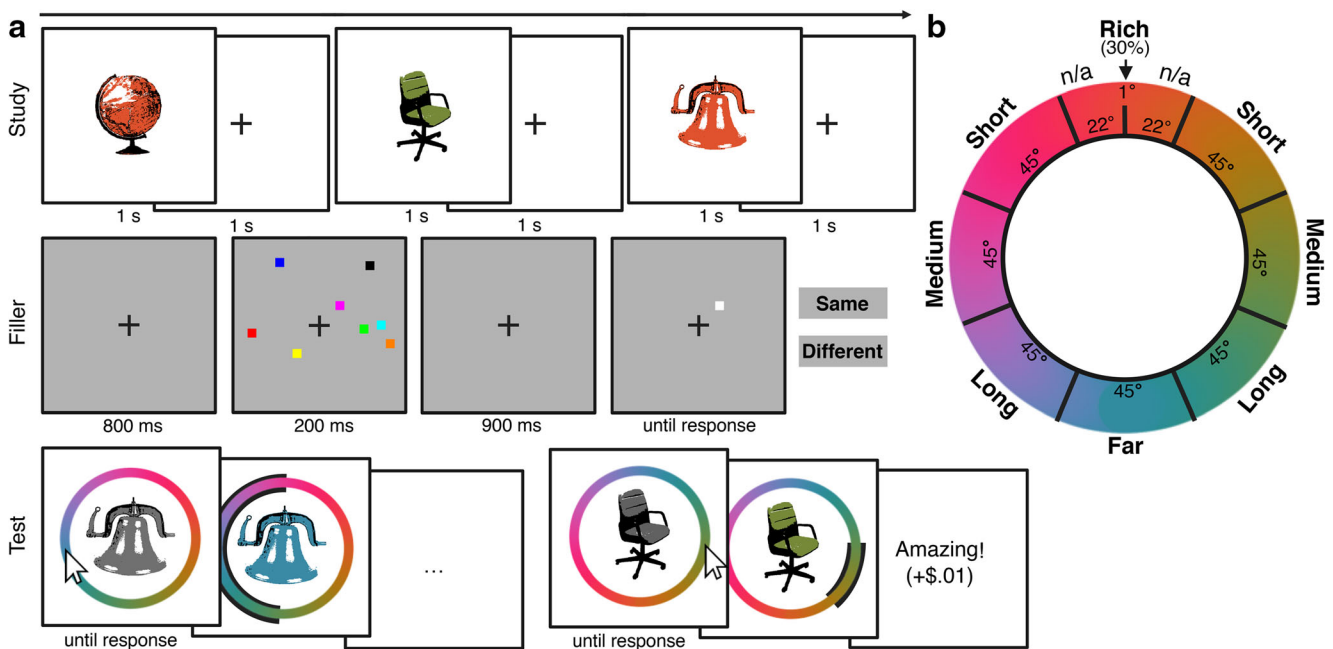 a
Study
1 s
1 s
1 s
1 s
1 s
1 s
Filler
Same
Different
800 ms
200 ms
900 ms
until response
Test
until response
...
until response
Amazing!
(+$.01)
b
Rich
(30%)
n/a
n/a
1°
22°
22°
Short
Short
45°
45°
Medium
Medium
45°
45°
Long
Long
45°
45°
45°
Far